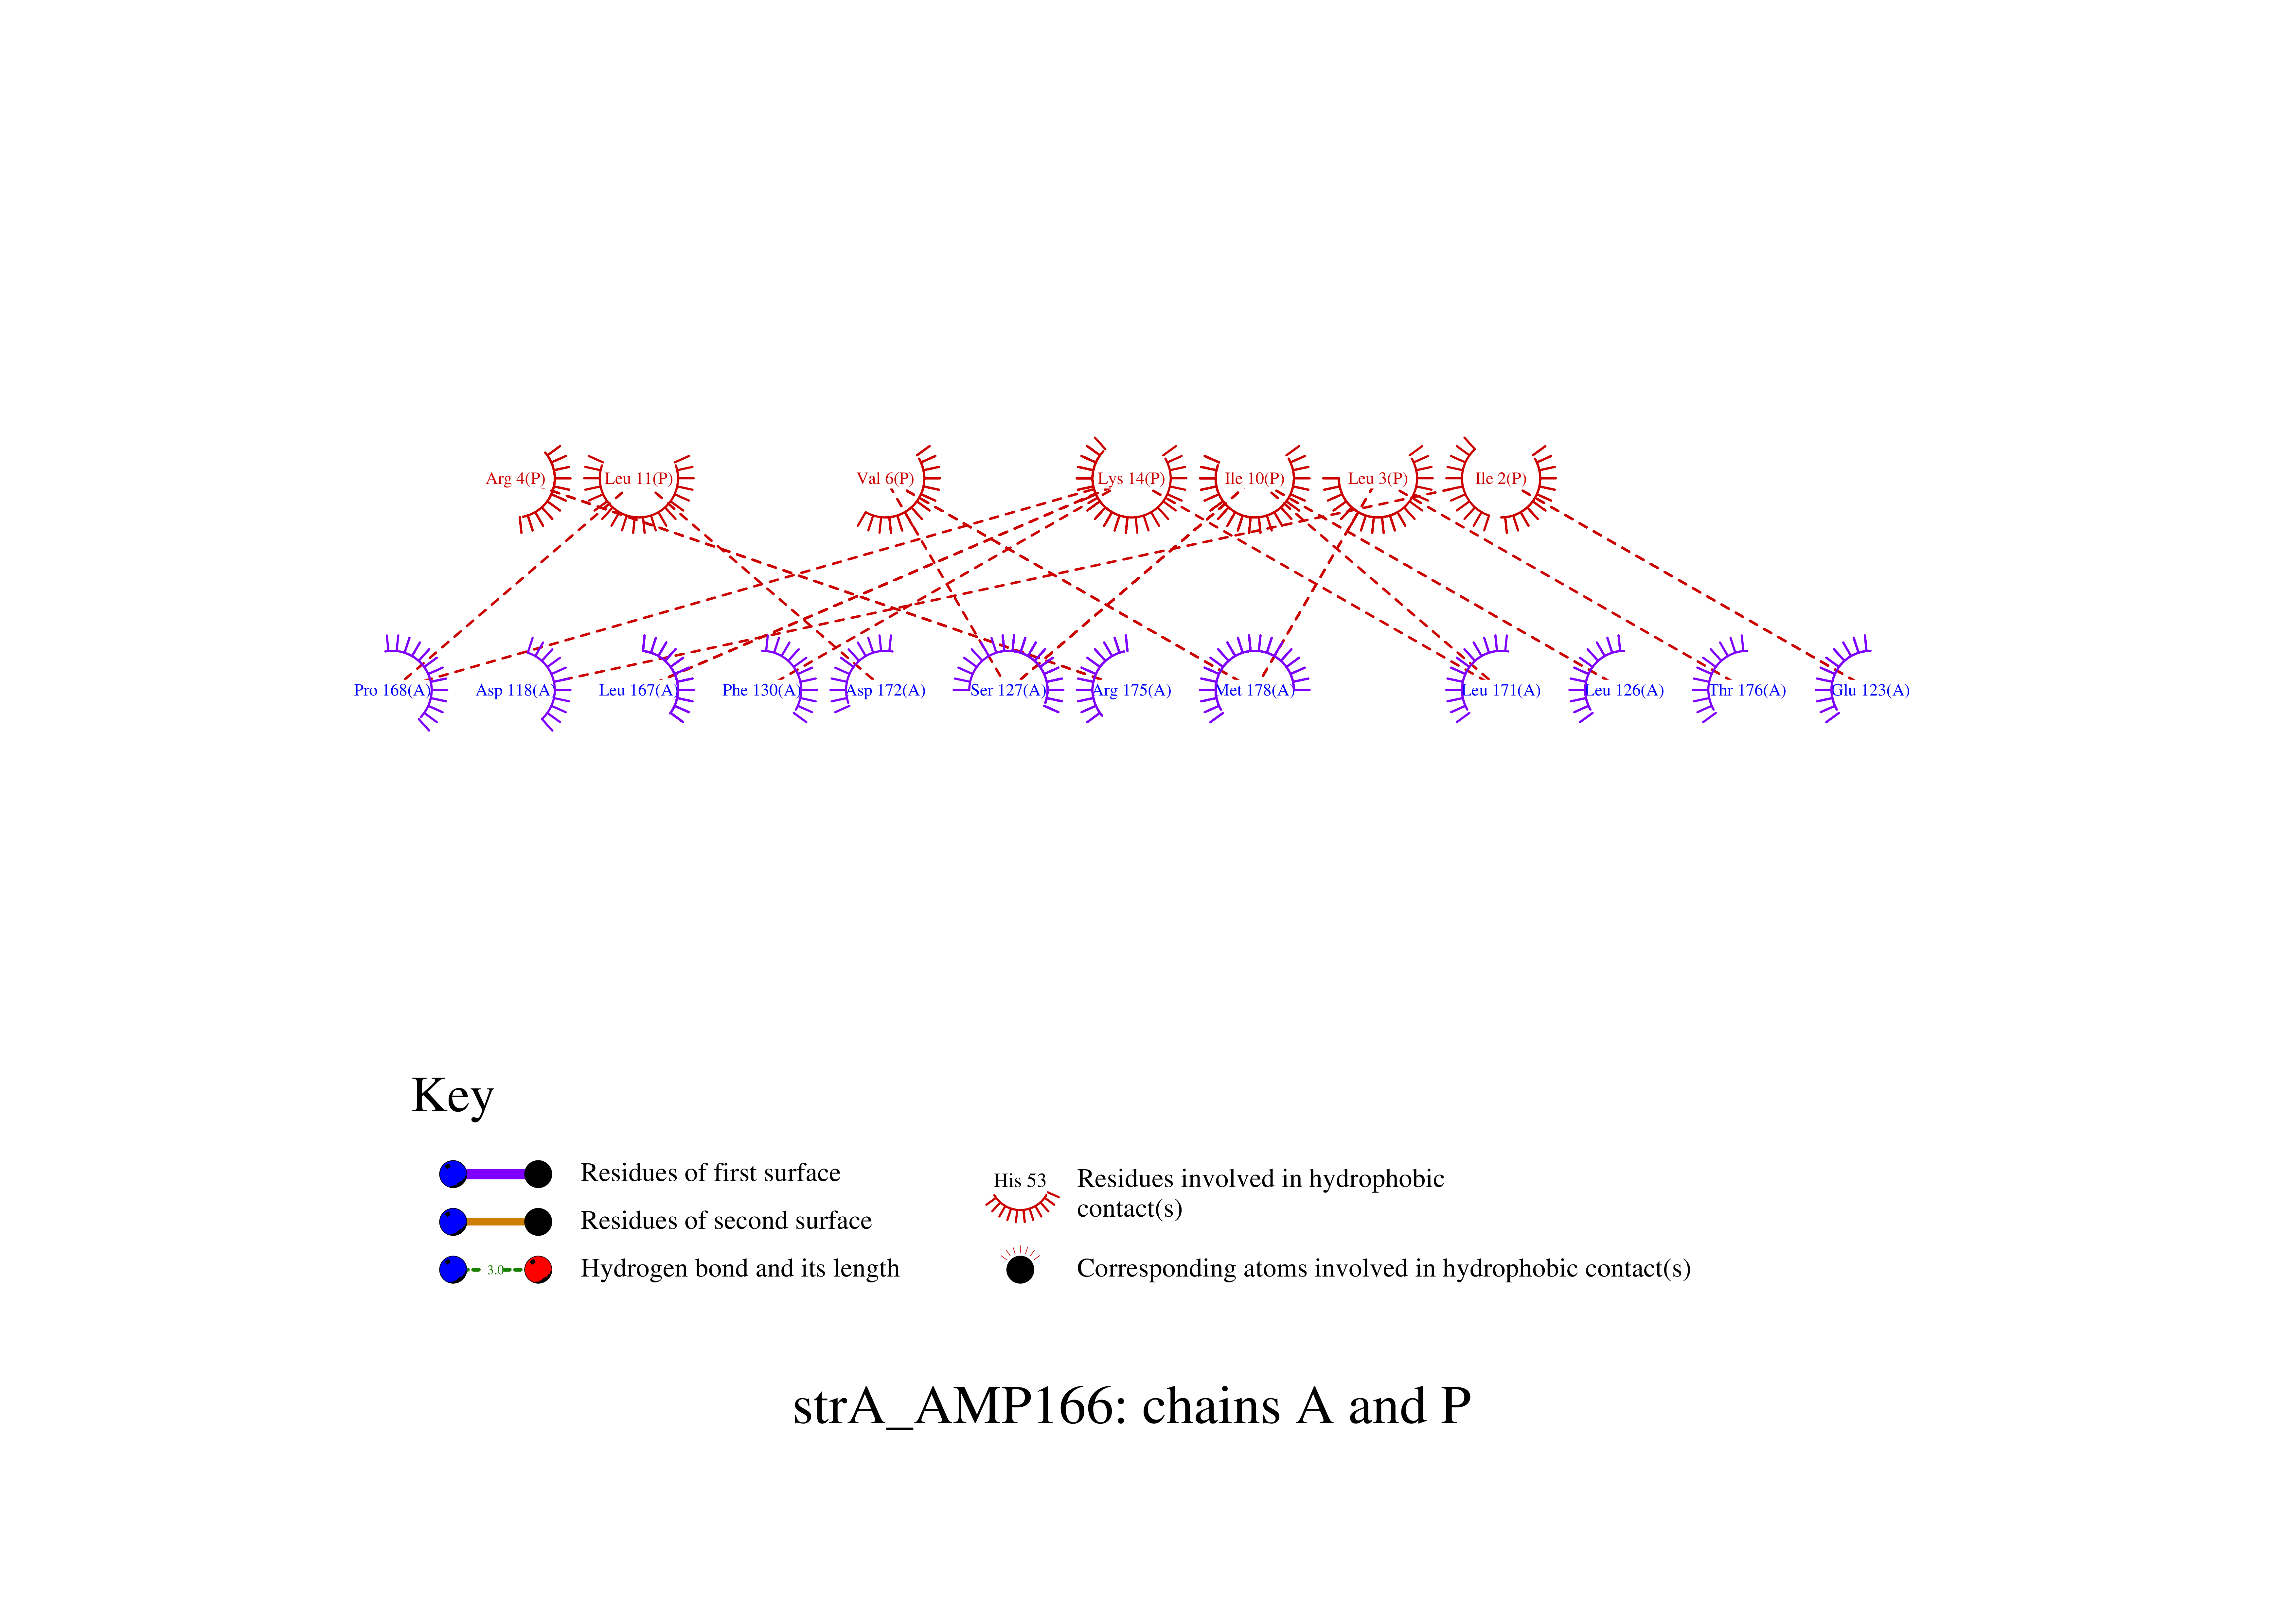 Arg 4(P) Leu 11(P) Val 6(P) Lys 14(P) Ile 10(P) Leu 3(P) Ile 2(P)
Pro 168(A) Asp 118(A) Leu 167(A) Phe 130(A) Asp 172(A) Ser 127(A) Arg 175(A) Met 178(A) Leu 171(A) Leu 126(A) Thr 176(A) Glu 123(A)
Key
Residues of first surface
Residues of second surface
3.0 Hydrogen bond and its length
His 53 Residues involved in hydrophobic
contact(s)
Corresponding atoms involved in hydrophobic contact(s)
strA_AMP166: chains A and P